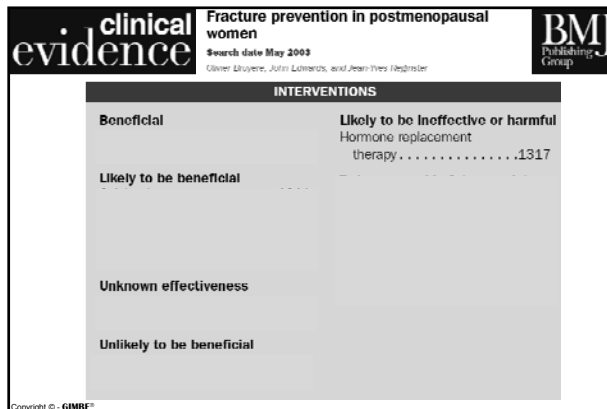 clinical
evidence
Fracture prevention in postmenopausal
women
Search date May 2003
Olivier Bruyere, John Edwards, and Jean-Yves Reginster
BMJ
Publishing
Group
INTERVENTIONS
Beneficial
Likely to be beneficial
Unknown effectiveness
Unlikely to be beneficial
Likely to be ineffective or harmful
Hormone replacement
therapy...............1317
Copyright © - GIMBE®